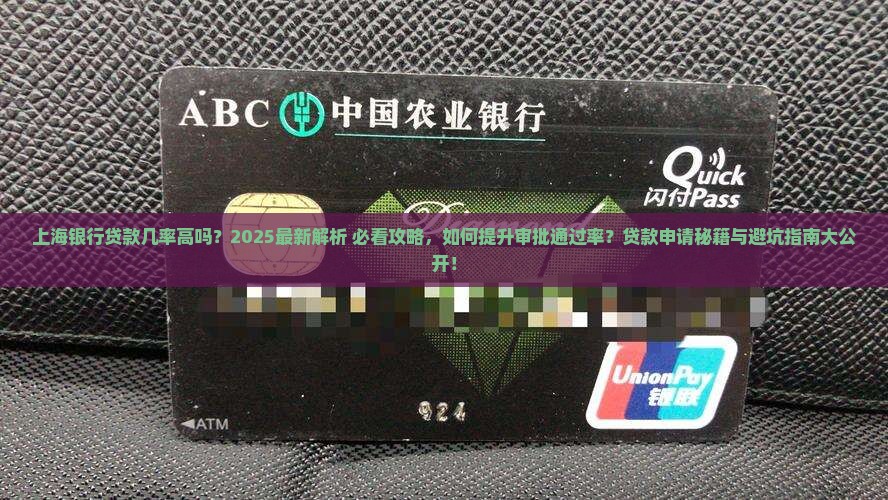 ABC 中国农业银行
Quick
闪付Pass
上海银行贷款几率高吗？2025最新解析 必看攻略，如何提升审批通过率？贷款申请秘籍与避坑指南大公
开！
UnionPay
银联
924
◄ATM